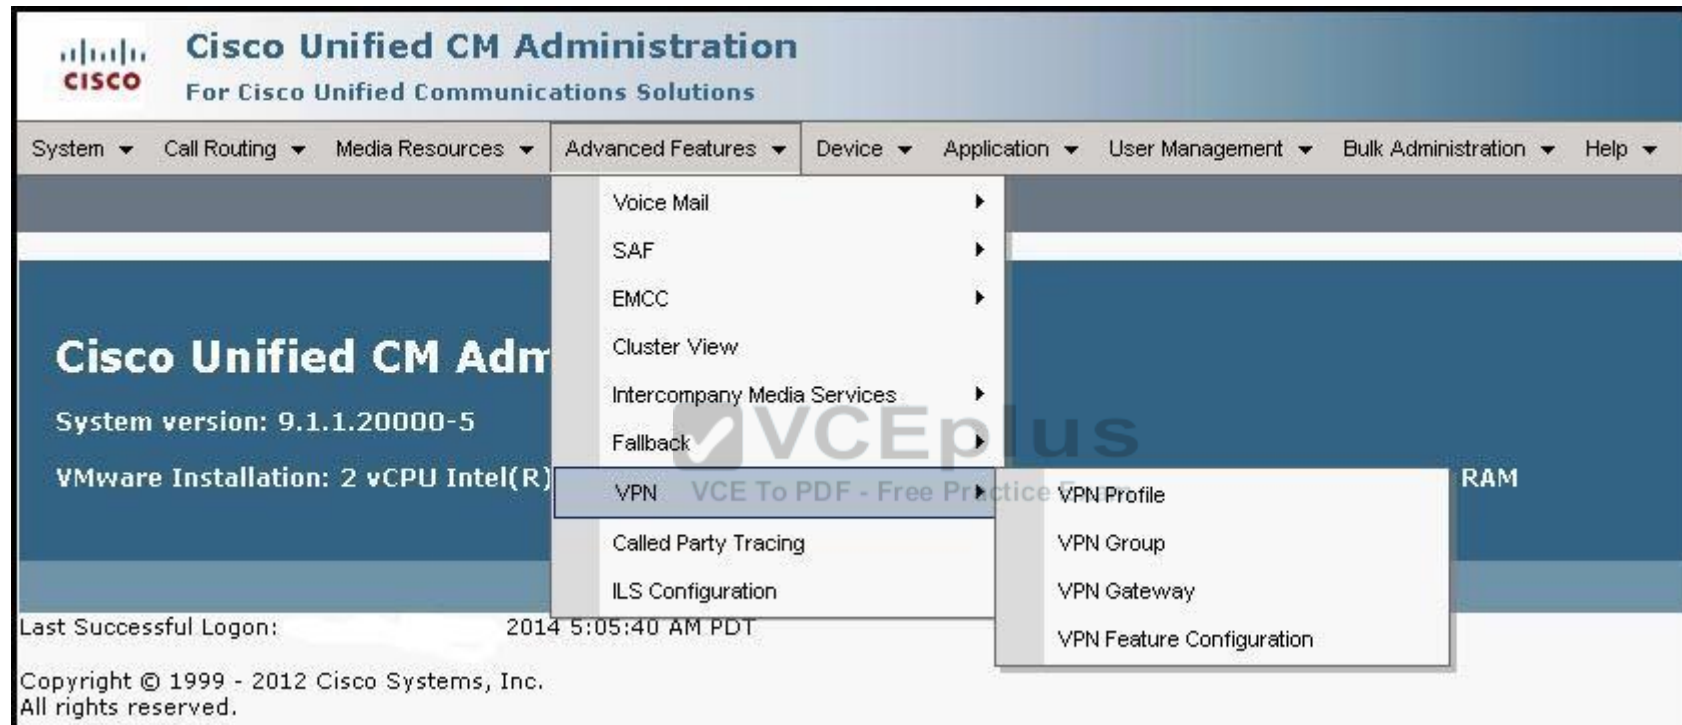 Cisco Unified CM Administration
CISCO
For Cisco Unified Communications Solutions
System Call Routing Media Resources Advanced Features Device Application User Management Bulk Administration Help
Voice Mail
SAF
EMCC
Cluster View
Cisco Unified CM Adm
Intercompany Media Services
System version: 9.1.1.20000-5
VCEplus
Fallback
VMware Installation: 2 vCPU Intel(R) RAM
VPN
VCE To PDF - Free Practice
VPN Profile
Called Party Tracing
VPN Group
ILS Configuration
VPN Gateway
Last Successful Logon: 2014 5:05:40 AM PDT
VPN Feature Configuration
Copyright © 1999 - 2012 Cisco Systems, Inc.
All rights reserved.